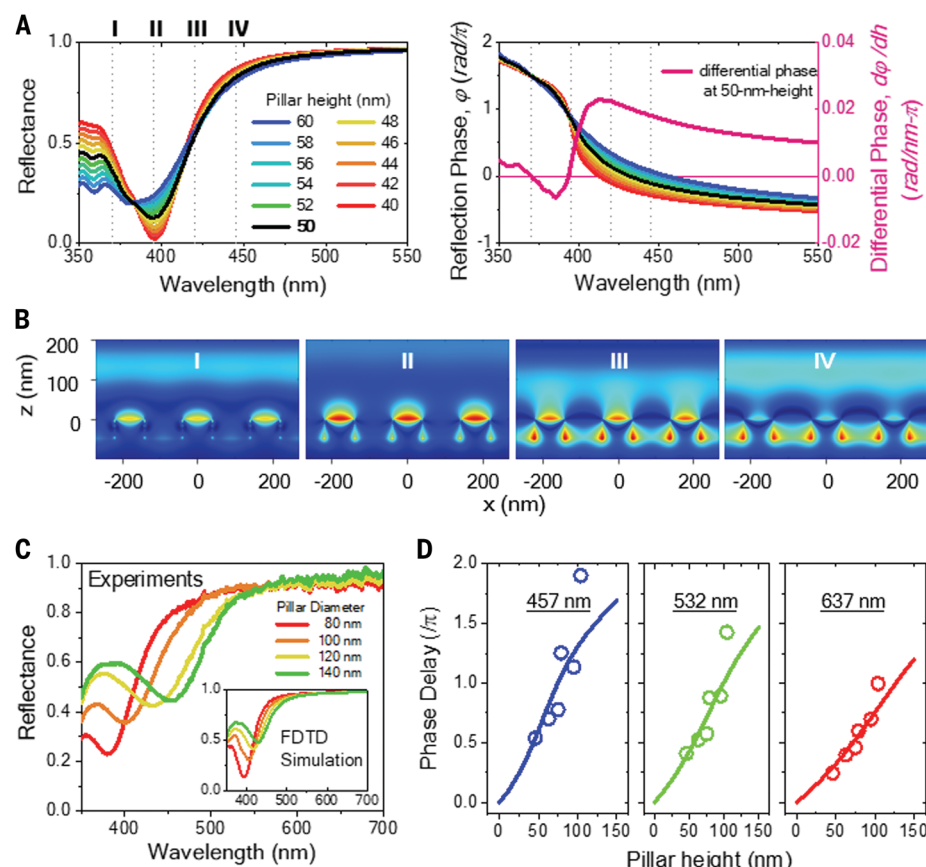 A
I II III IV
1.0
0.5
0.0
Reflectance
Pillar height (nm)
60 48
58 46
56 44
54 42
52 40
50
350 400 450 500 550
Wavelength (nm)
2
1
0
-1
Reflection Phase, φ (rad/π)
differential phase
at 50-nm-height
0.04
0.02
0.00
-0.02
Differential Phase, dφ/dh
(rad/nm-π)
350 400 450 500 550
Wavelength (nm)
B
200
100
0
z (nm)
I II III IV
-200 0 200 -200 0 200 -200 0 200 -200 0 200
x (nm)
C
1.0
0.8
0.6
0.4
0.2
0.0
Reflectance
Experiments
Pillar Diameter
80 nm
100 nm
120 nm
140 nm
1.0
0.5
0.0
FDTD
Simulation
400 500 600 700
400 500 600 700
Wavelength (nm)
D
2.0
1.5
1.0
0.5
0.0
Phase Delay (/π)
457 nm 532 nm 637 nm
0 50 100 150 0 50 100 150 0 50 100 150
Pillar height (nm)